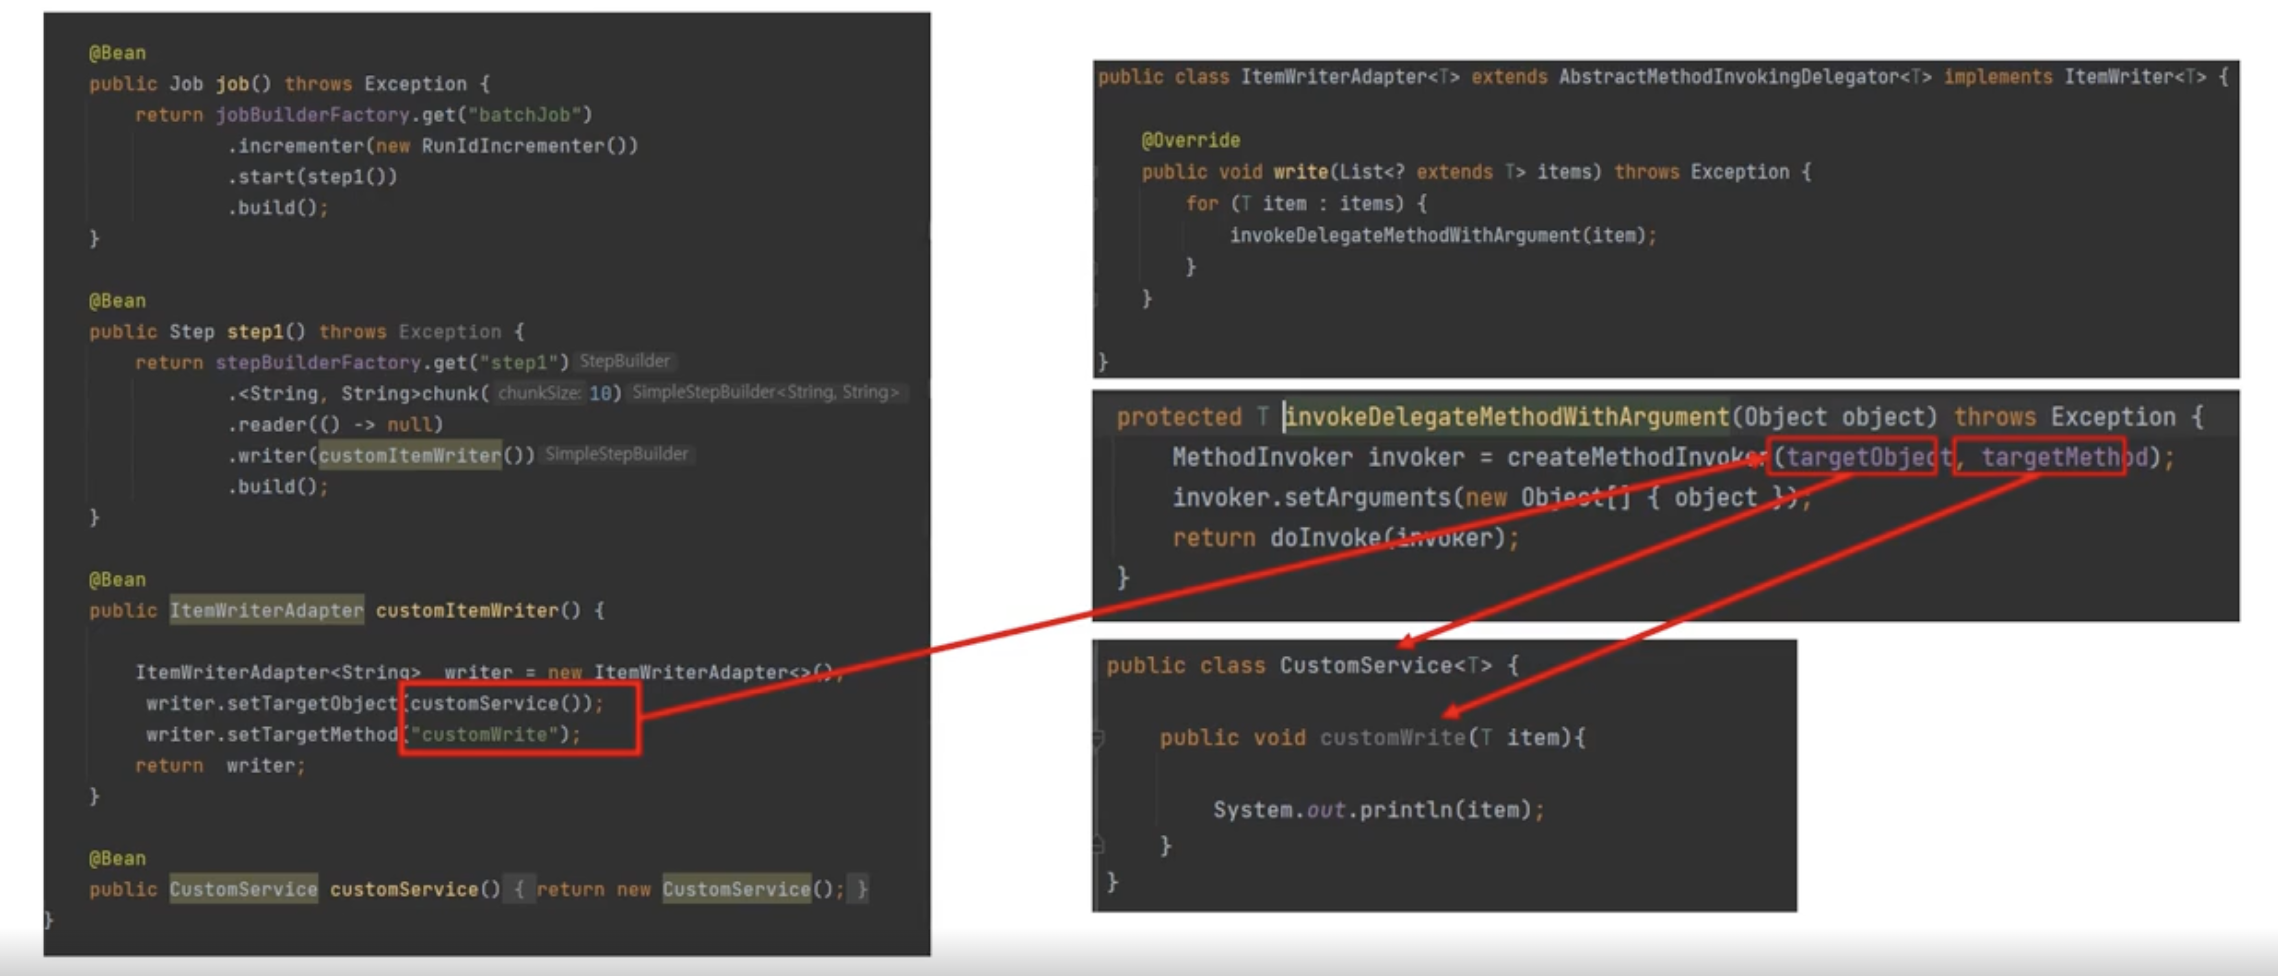 @Bean
public Job job() throws Exception {
return jobBuilderFactory.get("batchJob")
.incrementer(new RunIdIncrementer())
.start(step1())
.build();
}
@Bean
public Step step1() throws Exception {
return stepBuilderFactory.get("step1") StepBuilder
.<String, String>chunk( chunkSize: 10) SimpleStepBuilder<String, String>
.reader(() -> null)
.writer(customItemWriter()) SimpleStepBuilder
.build();
}
@Bean
public ItemWriterAdapter customItemWriter() {
ItemWriterAdapter<String> writer = new ItemWriterAdapter<>();
writer.setTargetObject(customService());
writer.setTargetMethod("customWrite");
return writer;
}
@Bean
public CustomService customService() { return new CustomService(); }
}
public class ItemWriterAdapter<T> extends AbstractMethodInvokingDelegator<T> implements ItemWriter<T> {
@Override
public void write(List<? extends T> items) throws Exception {
for (T item : items) {
invokeDelegateMethodWithArgument(item);
}
}
}
protected T invokeDelegateMethodWithArgument(Object object) throws Exception {
MethodInvoker invoker = createMethodInvoker(targetObject, targetMethod);
invoker.setArguments(new Object[] { object });
return doInvoke(invoker);
}
public class CustomService<T> {
public void customWrite(T item){
System.out.println(item);
}
}